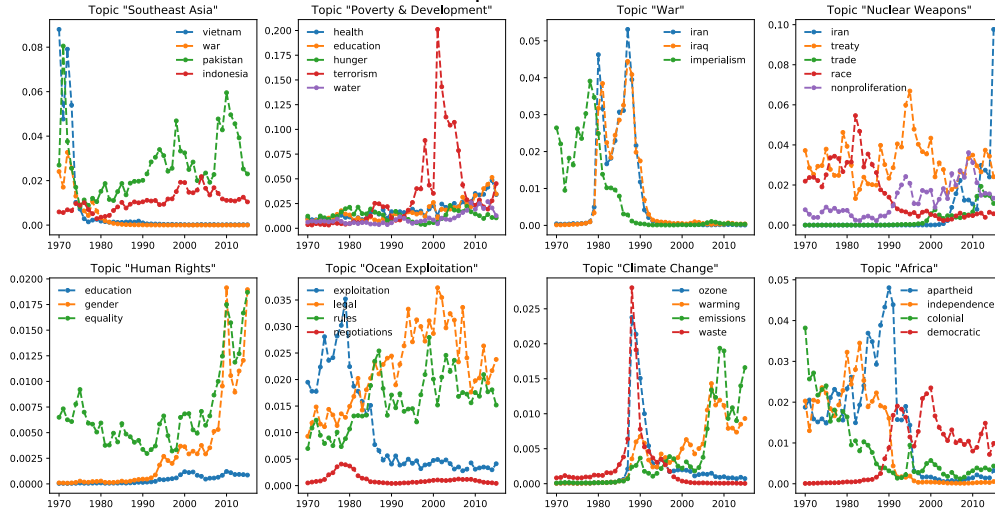 Topic "Southeast Asia"
0.08
0.06
0.04
0.02
0.00
vietnam
war
pakistan
indonesia
1970 1980 1990 2000 2010
Topic "Poverty & Development"
0.200
0.175
0.150
0.125
0.100
0.075
0.050
0.025
0.000
health
education
hunger
terrorism
water
1970 1980 1990 2000 2010
Topic "War"
0.05
0.04
0.03
0.02
0.01
0.00
iran
iraq
imperialism
1970 1980 1990 2000 2010
Topic "Nuclear Weapons"
0.10
0.08
0.06
0.04
0.02
0.00
iran
treaty
trade
race
nonproliferation
1970 1980 1990 2000 2010
Topic "Human Rights"
0.0200
0.0175
0.0150
0.0125
0.0100
0.0075
0.0050
0.0025
0.0000
education
gender
equality
1970 1980 1990 2000 2010
Topic "Ocean Exploitation"
0.035
0.030
0.025
0.020
0.015
0.010
0.005
0.000
exploitation
legal
rules
negotiations
1970 1980 1990 2000 2010
Topic "Climate Change"
0.025
0.020
0.015
0.010
0.005
0.000
ozone
warming
emissions
waste
1970 1980 1990 2000 2010
Topic "Africa"
0.05
0.04
0.03
0.02
0.01
0.00
apartheid
independence
colonial
democratic
1970 1980 1990 2000 2010